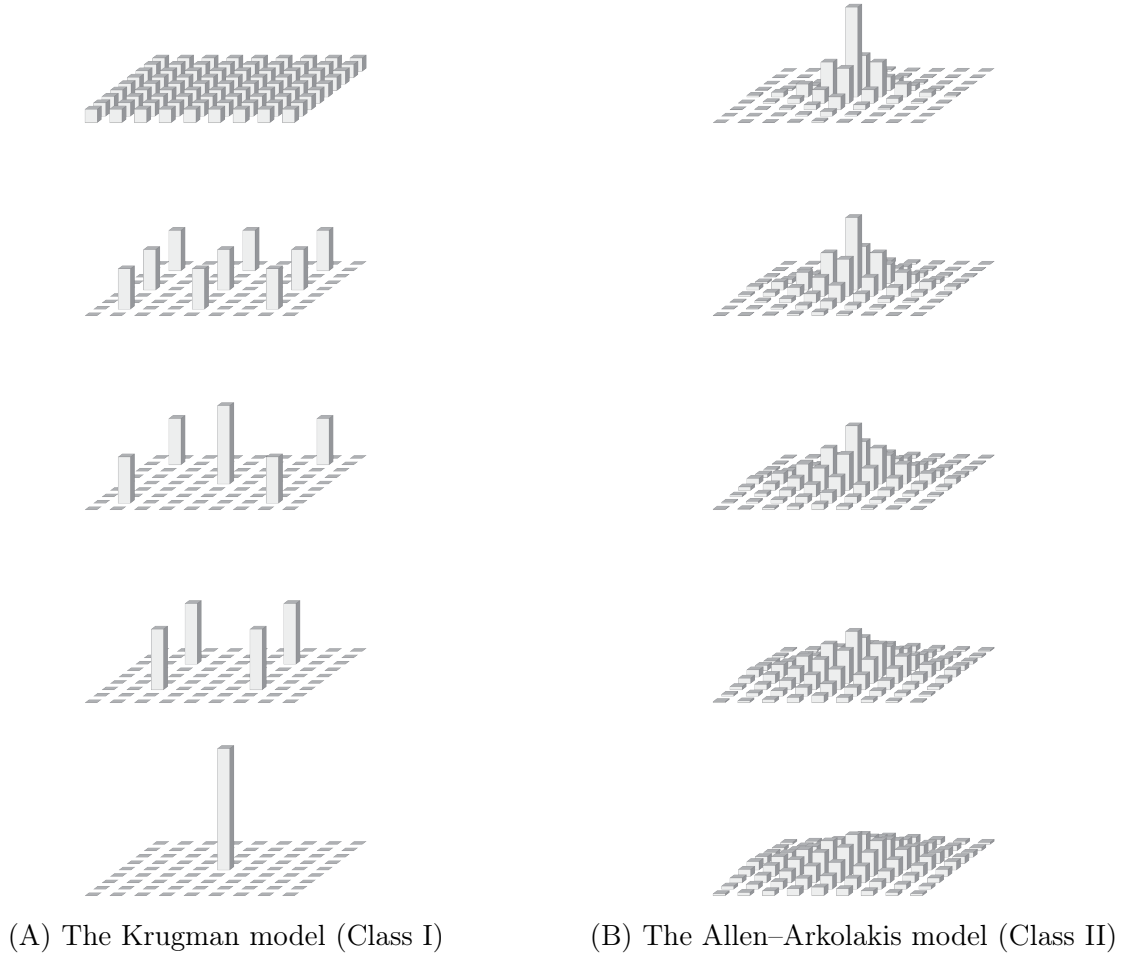 (A) The Krugman model (Class I)
(B) The Allen–Arkolakis model (Class II)